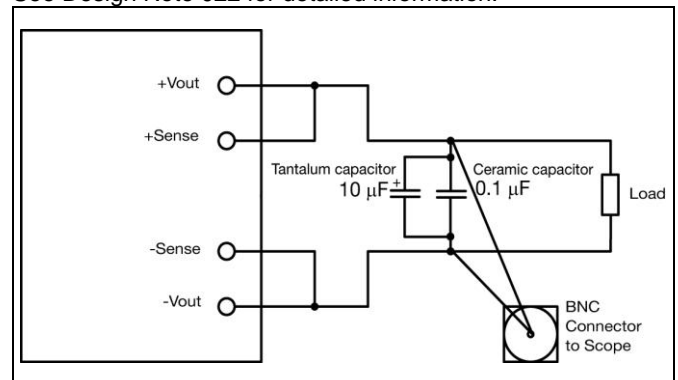 See Design Note 022 for detailed information.
+Vout
+Sense
Tantalum capacitor
10 µF
+
Ceramic capacitor
0.1 µF
Load
-Sense
-Vout
BNC
Connector
to Scope